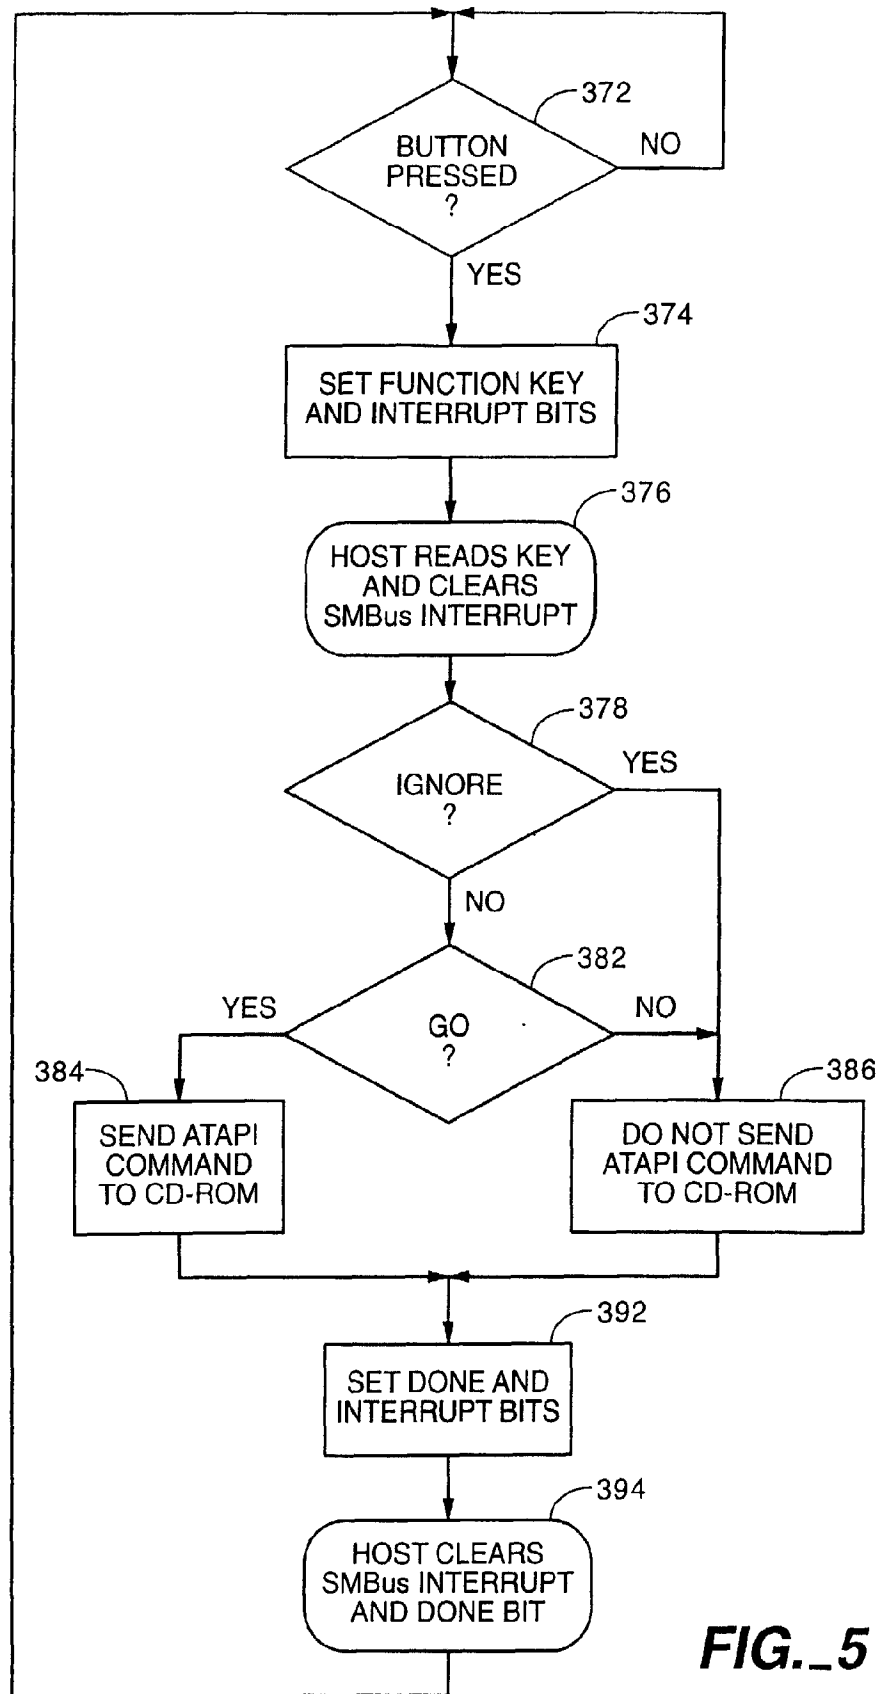 372
BUTTON
PRESSED
?
NO
YES
374
SET FUNCTION KEY
AND INTERRUPT BITS
376
HOST READS KEY
AND CLEARS
SMBus INTERRUPT
378
IGNORE
?
YES
NO
382
GO
?
YES
NO
384
SEND ATAPI
COMMAND
TO CD-ROM
386
DO NOT SEND
ATAPI COMMAND
TO CD-ROM
392
SET DONE AND
INTERRUPT BITS
394
HOST CLEARS
SMBus INTERRUPT
AND DONE BIT
FIG._5